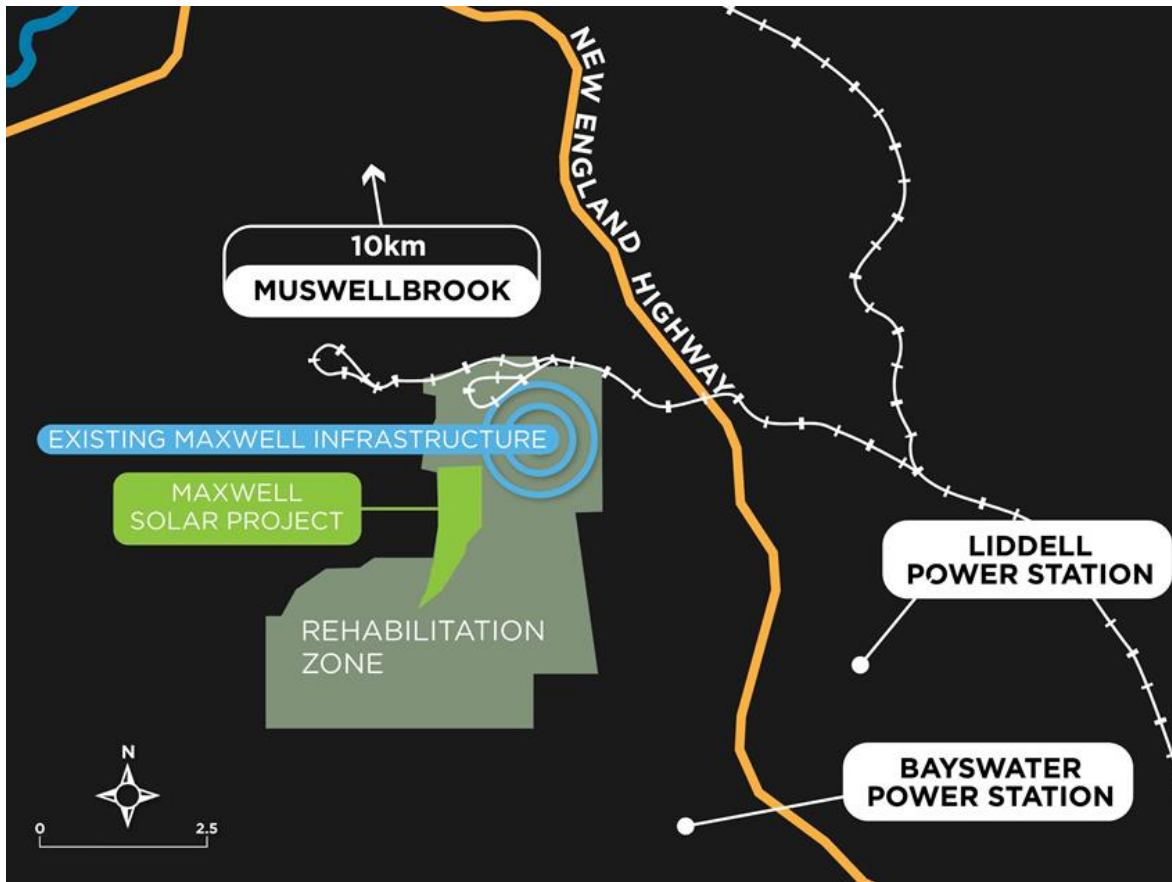 NEW ENGLAND HIGHWAY
10km
MUSWELLBROOK
EXISTING MAXWELL INFRASTRUCTURE
MAXWELL
SOLAR PROJECT
LIDDELL
POWER STATION
REHABILITATION
ZONE
BAYSWATER
POWER STATION
N
0 2.5